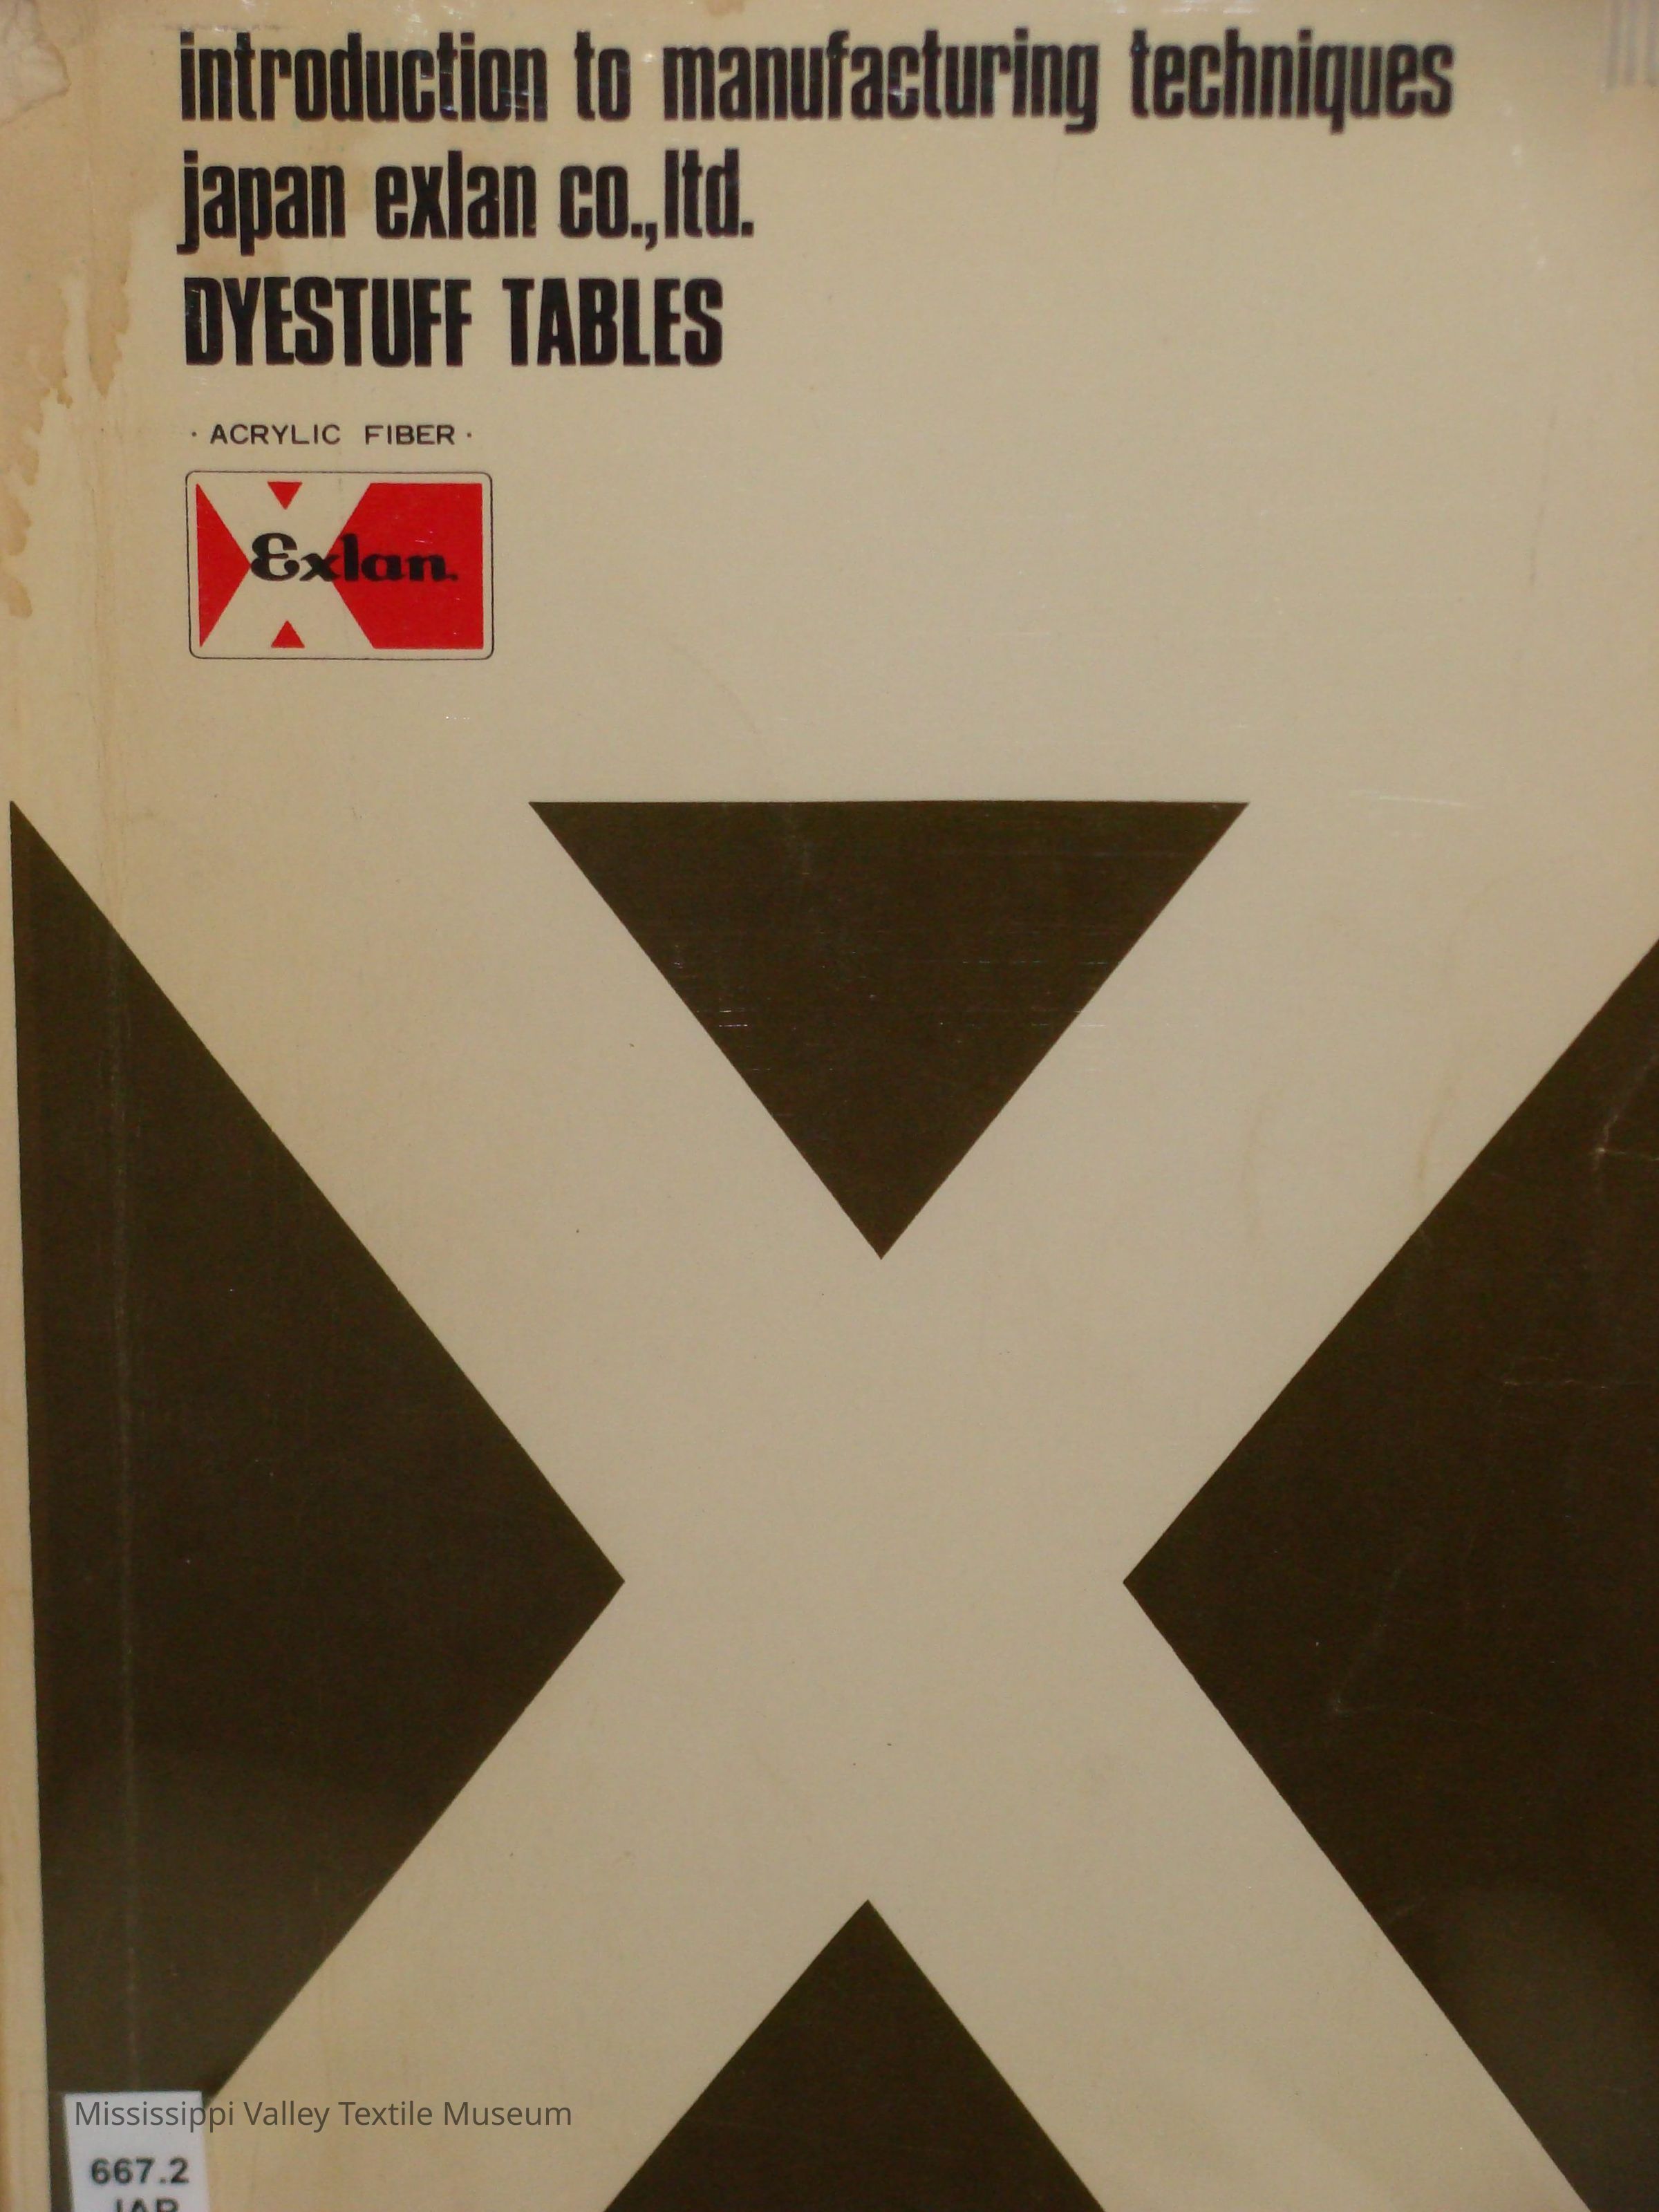 introduction to manufacturing techniques
japan exlan co.,ltd.
DYESTUFF TABLES
· ACRYLIC FIBER ·
Exlan.
Mississippi Valley Textile Museum
667.2
JAP